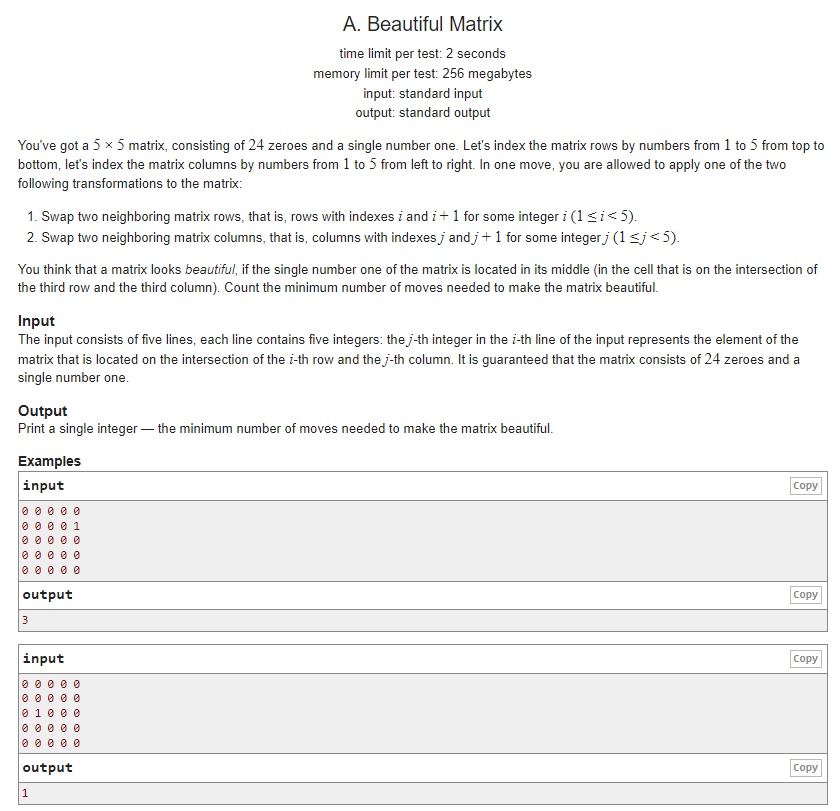 A. Beautiful Matrix
time limit per test: 2 seconds
memory limit per test: 256 megabytes
input: standard input
output: standard output
You've got a 5 × 5 matrix, consisting of 24 zeroes and a single number one. Let's index the matrix rows by numbers from 1 to 5 from top to
bottom, let's index the matrix columns by numbers from 1 to 5 from left to right. In one move, you are allowed to apply one of the two
following transformations to the matrix:
1. Swap two neighboring matrix rows, that is, rows with indexes i and i + 1 for some integer i (1 ≤ i < 5).
2. Swap two neighboring matrix columns, that is, columns with indexes j and j + 1 for some integer j (1 ≤ j < 5).
You think that a matrix looks beautiful, if the single number one of the matrix is located in its middle (in the cell that is on the intersection of
the third row and the third column). Count the minimum number of moves needed to make the matrix beautiful.
Input
The input consists of five lines, each line contains five integers: the j-th integer in the i-th line of the input represents the element of the
matrix that is located on the intersection of the i-th row and the j-th column. It is guaranteed that the matrix consists of 24 zeroes and a
single number one.
Output
Print a single integer — the minimum number of moves needed to make the matrix beautiful.
Examples
input Copy
0 0 0 0 0
0 0 0 0 1
0 0 0 0 0
0 0 0 0 0
0 0 0 0 0
output Copy
3
input Copy
0 0 0 0 0
0 0 0 0 0
0 1 0 0 0
0 0 0 0 0
0 0 0 0 0
output Copy
1